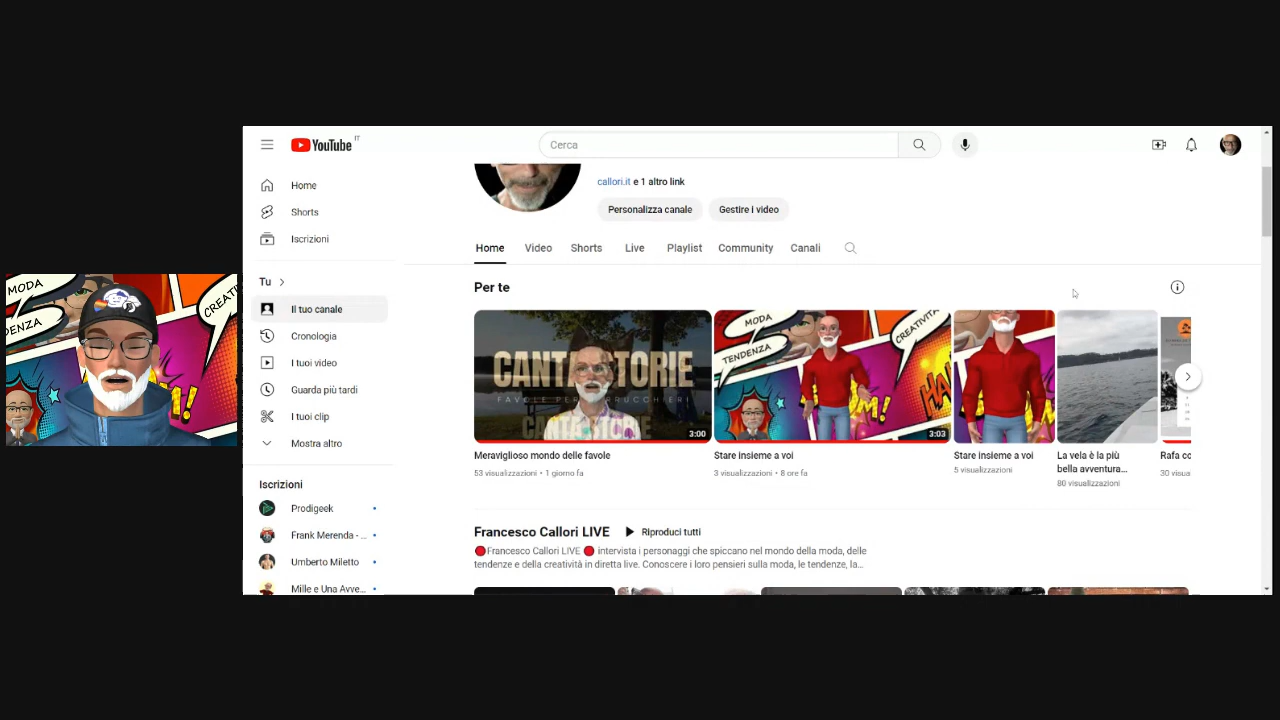 YouTube IT
Cerca
Home
Shorts
Iscrizioni
Tu
Il tuo canale
Cronologia
I tuoi video
Guarda più tardi
I tuoi clip
Mostra altro
Iscrizioni
Prodigeek
Frank Merenda - ...
Umberto Miletto
Mille e Una Avve...
callori.it e 1 altro link
Personalizza canale
Gestire i video
Home Video Shorts Live Playlist Community Canali
Per te
CANTASTORIE
3:00
Meraviglioso mondo delle favole
53 visualizzazioni • 1 giorno fa
MODA
TENDENZA
CREATIVITÀ
3:03
Stare insieme a voi
3 visualizzazioni • 8 ore fa
Stare insieme a voi
5 visualizzazioni
La vela è la più
bella avventura...
80 visualizzazioni
Rafa co
30 visua
Francesco Callori LIVE
Riproduci tutti
Francesco Callori LIVE intervista i personaggi che spiccano nel mondo della moda, delle
tendenze e della creatività in diretta live. Conoscere i loro pensieri sulla moda, le tendenze, la...
MODA
DENZA
CREATI